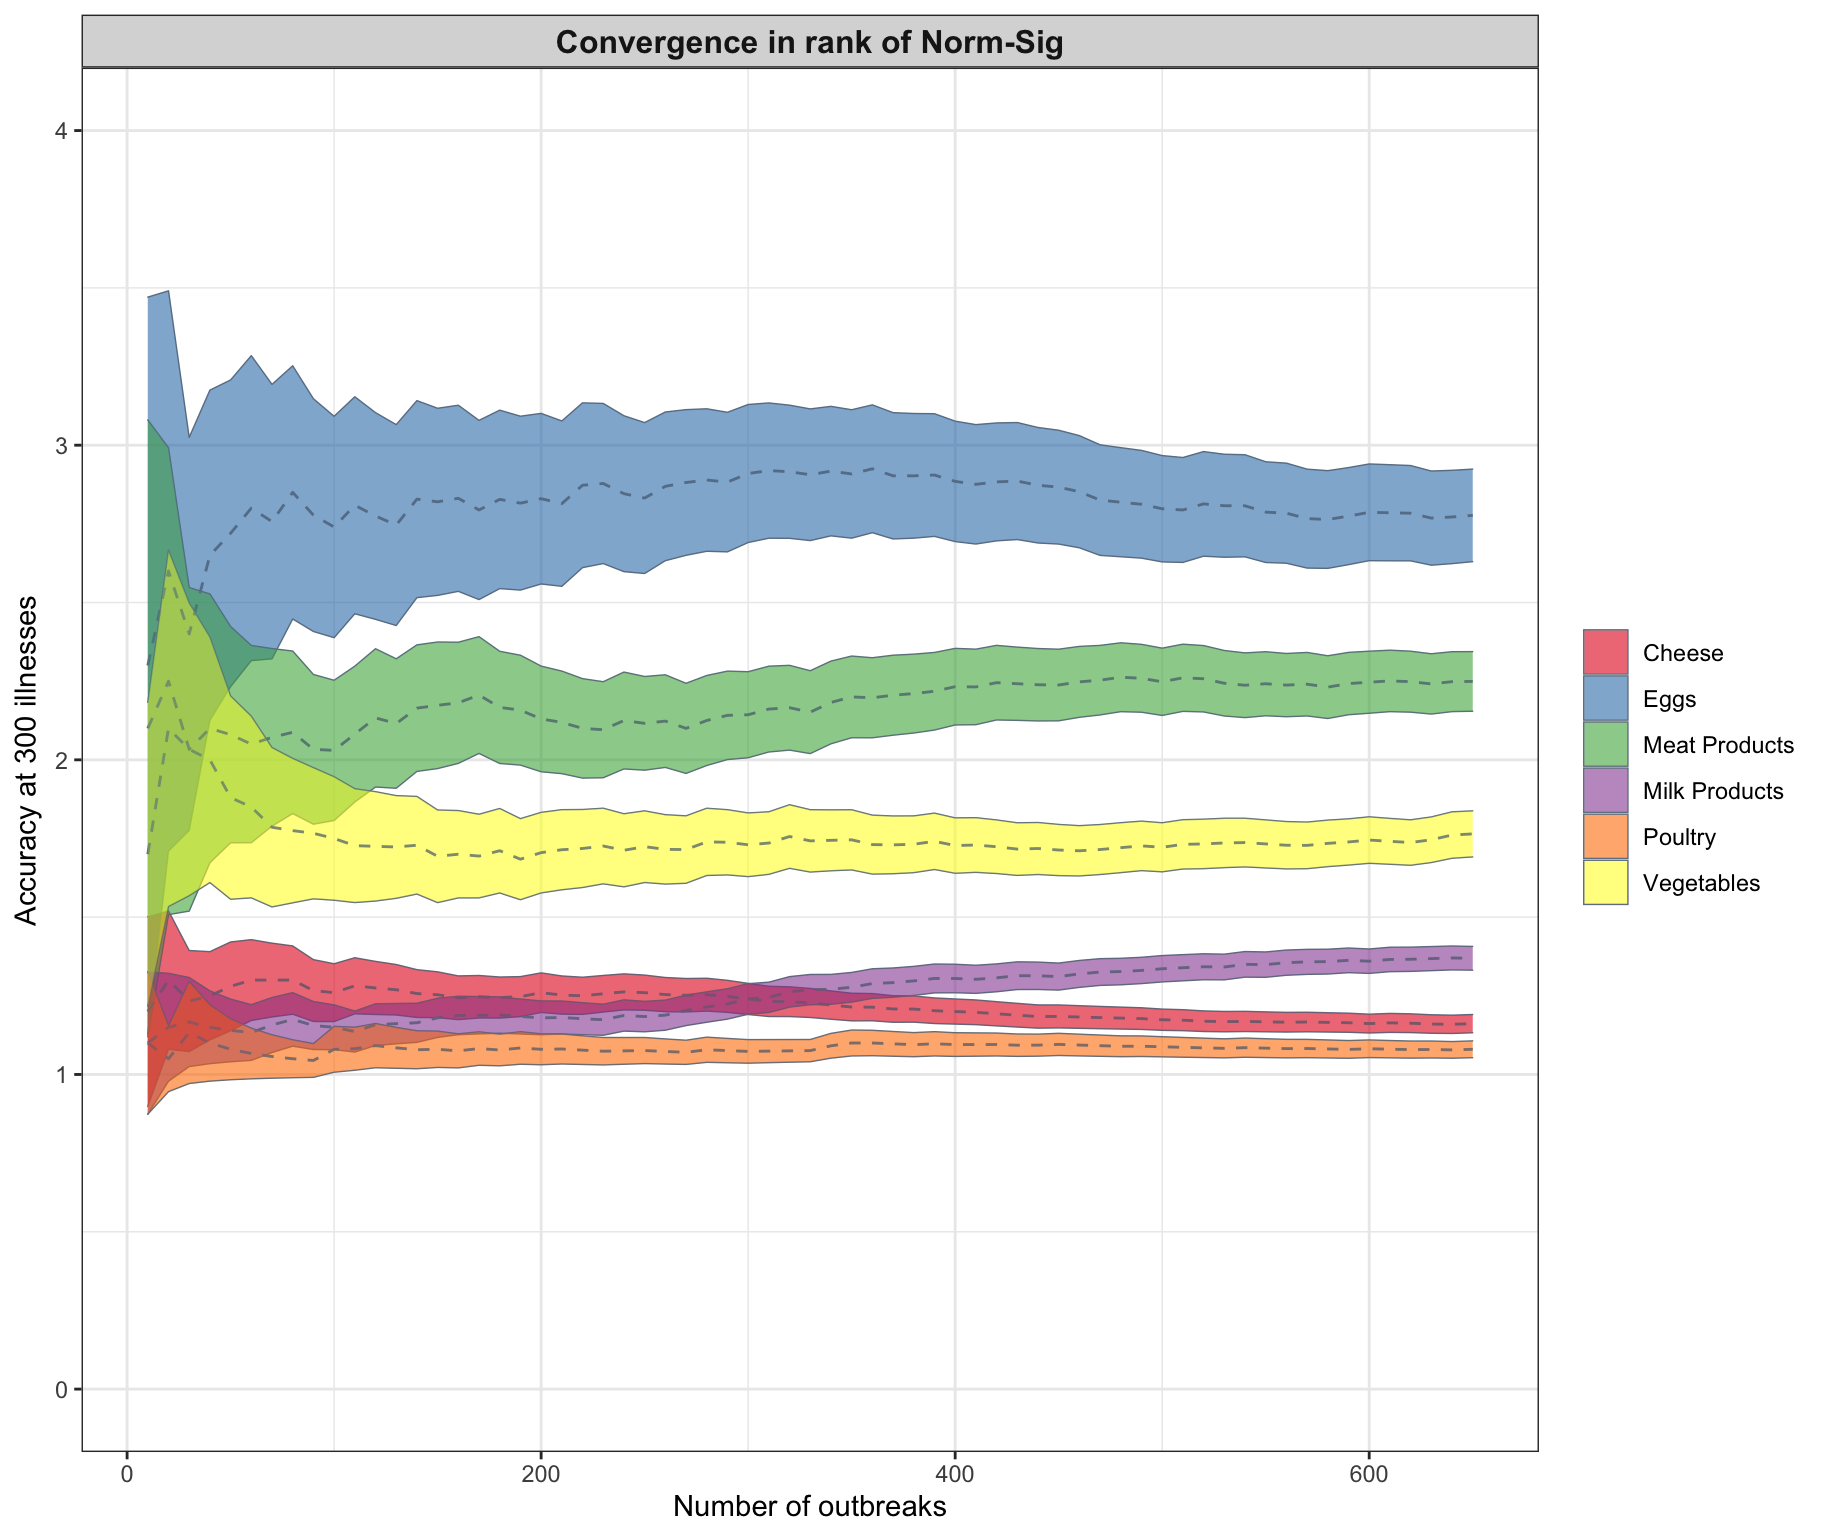 Convergence in rank of Norm-Sig
Accuracy at 300 illnesses
4
3
2
1
0
0 200 400 600
Number of outbreaks
Cheese
Eggs
Meat Products
Milk Products
Poultry
Vegetables